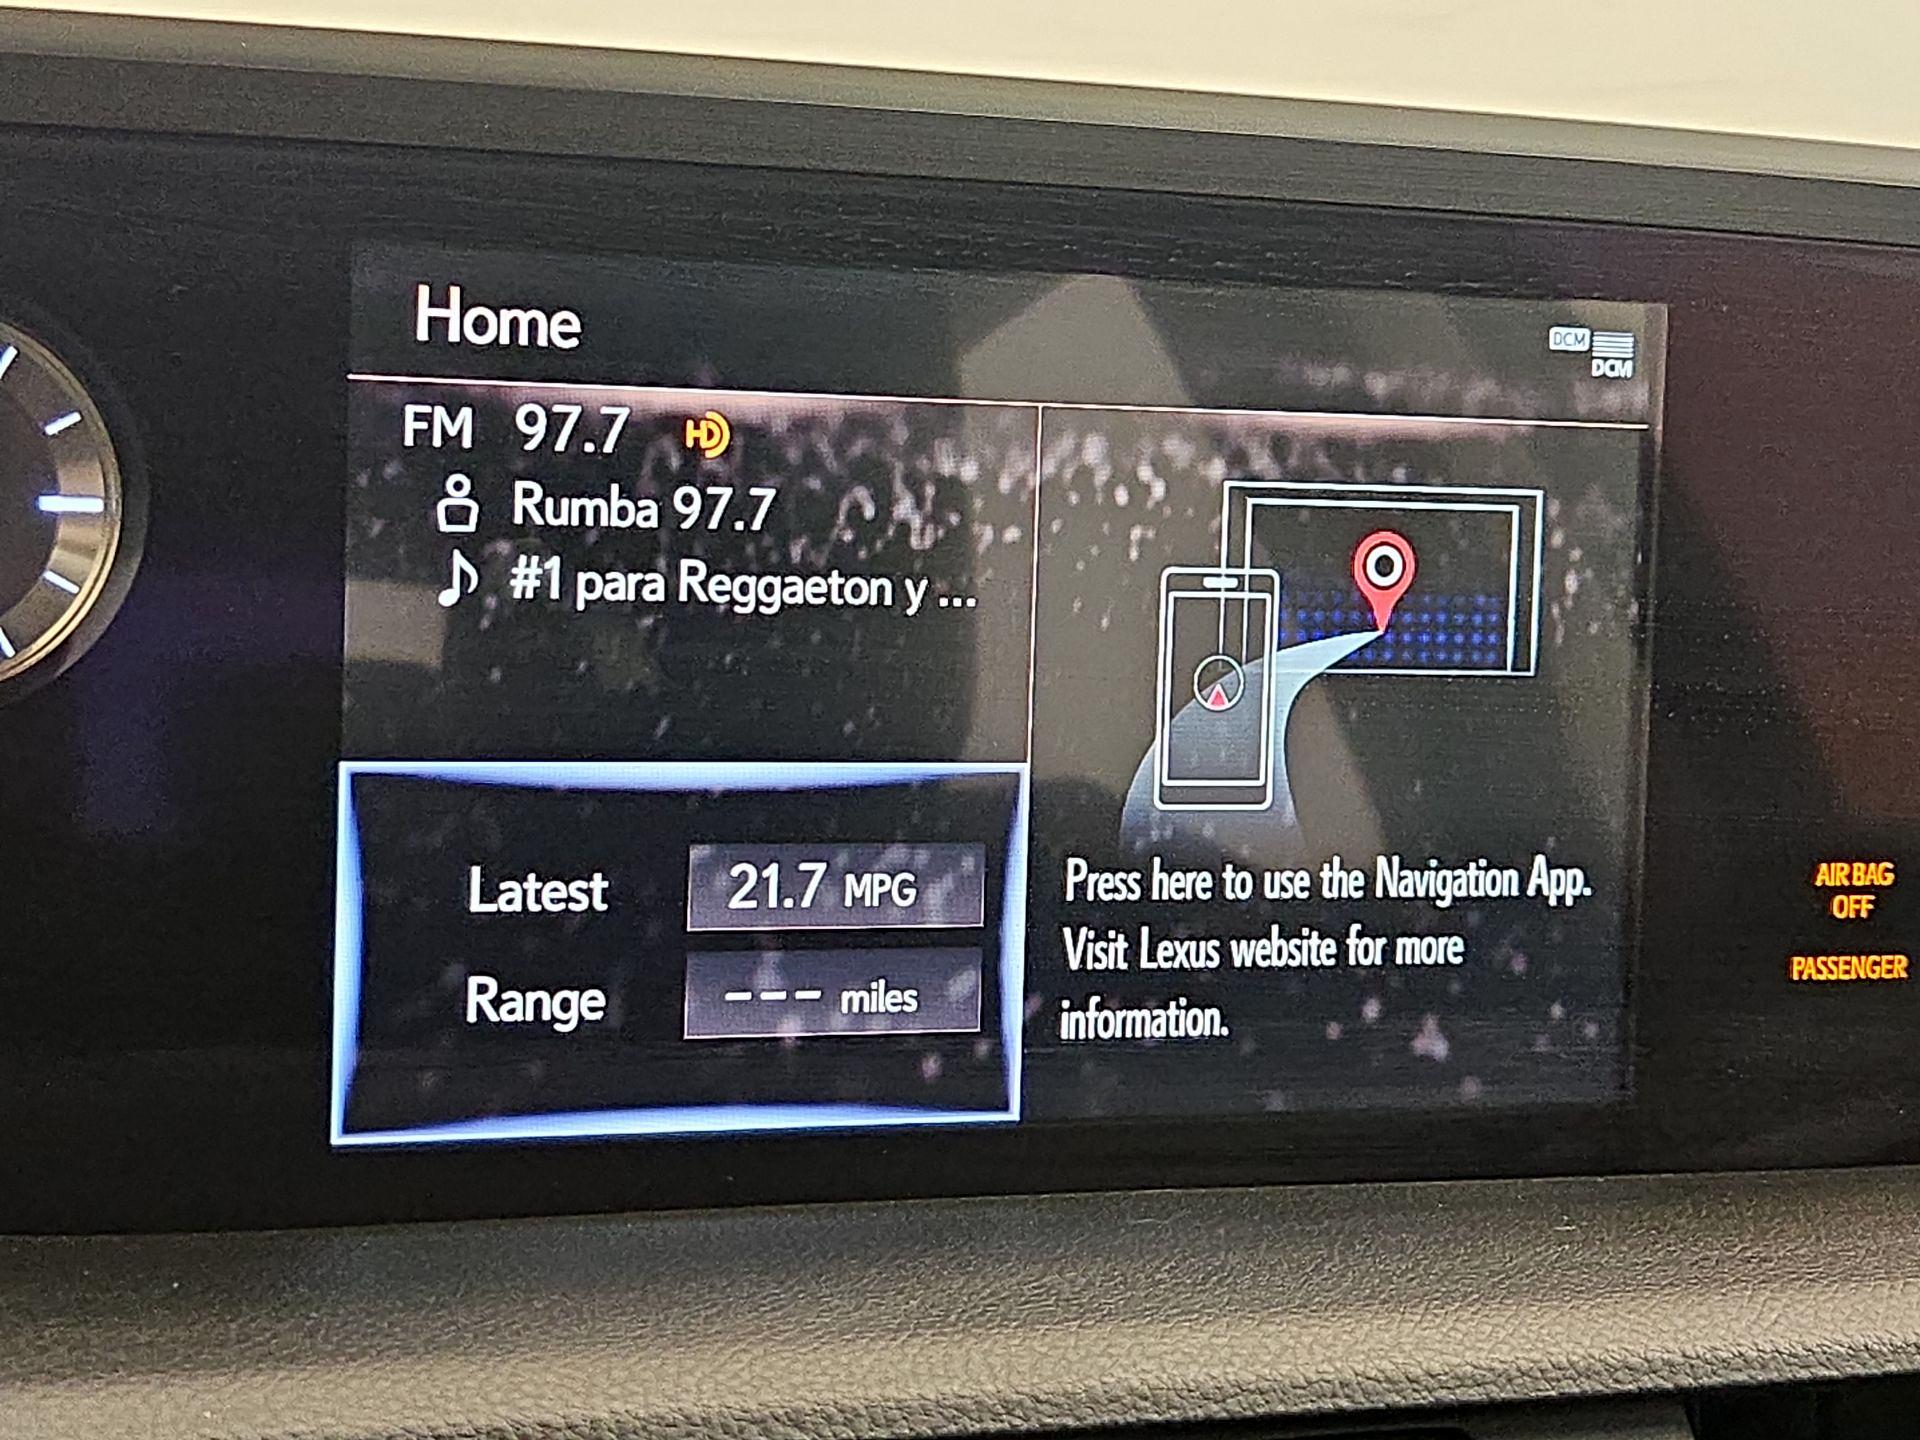 Home
DCM
DCM
FM 97.7 HD
Rumba 97.7
#1 para Reggaeton y ...
Latest 21.7 MPG
Range --- miles
Press here to use the Navigation App.
Visit Lexus website for more
information.
AIR BAG
OFF
PASSENGER